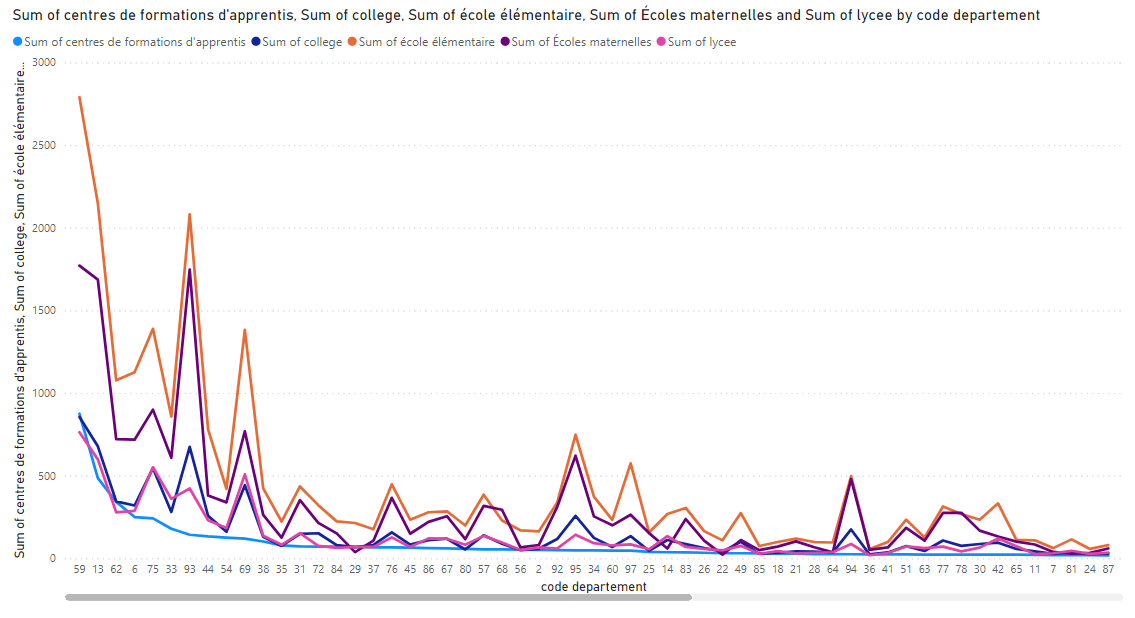 Sum of centres de formations d'apprentis, Sum of college, Sum of école élémentaire, Sum of Écoles maternelles and Sum of lycee by code departement
Sum of centres de formations d'apprentis Sum of college Sum of école élémentaire Sum of Écoles maternelles Sum of lycee
Sum of centres de formations d'apprentis, Sum of college, Sum of école élémentaire...
3000
2500
2000
1500
1000
500
0
59 13 62 6 75 33 93 44 54 69 38 35 31 72 84 29 37 76 86 67 80 57 68 56 2 92 95 34 60 97 25 14 83 26 22 49 85 18 21 28 64 94 36 41 51 63 77 78 30 42 65 11 7 81 24 87
code departement